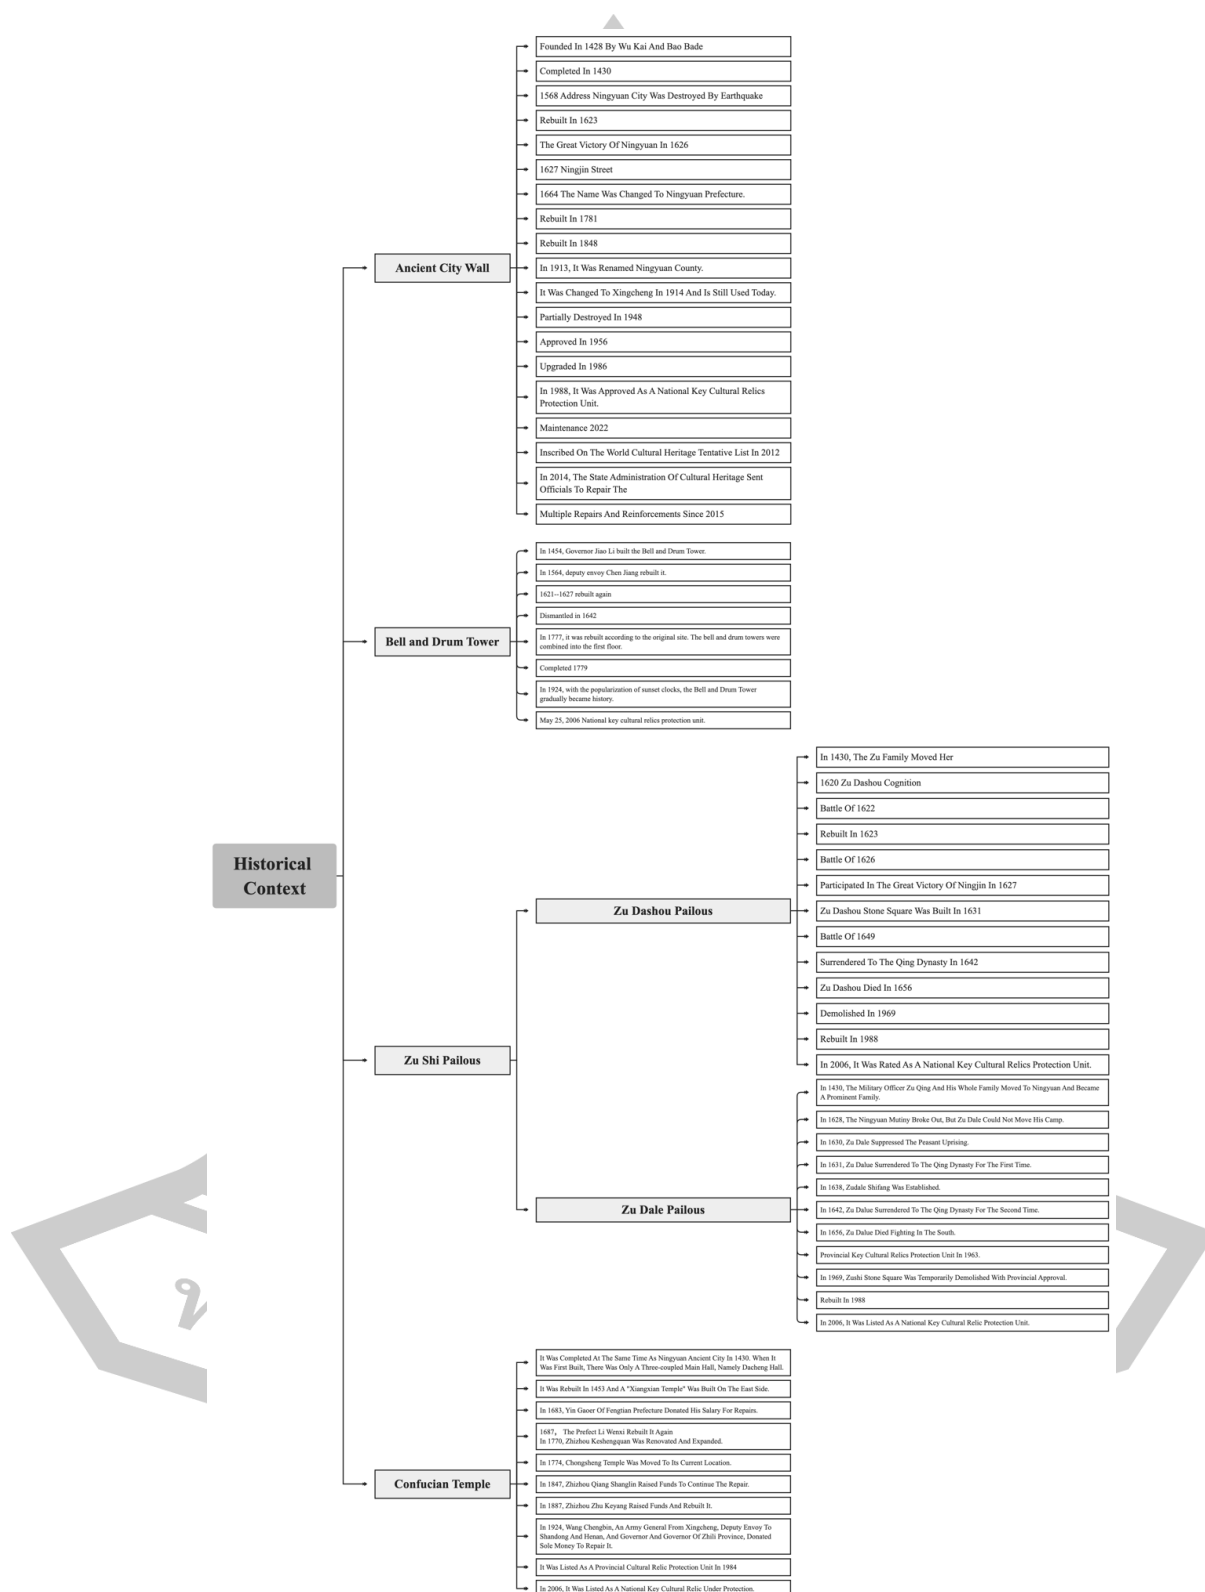 Historical
Context
Ancient City Wall
Founded In 1428 By Wu Kai And Bao Bade
Completed In 1430
1568 Address Ningyuan City Was Destroyed By Earthquake
Rebuilt In 1623
The Great Victory Of Ningyuan In 1626
1627 Ningjin Street
1664 The Name Was Changed To Ningyuan Prefecture.
Rebuilt In 1781
Rebuilt In 1848
In 1913, It Was Renamed Ningyuan County.
It Was Changed To Xingcheng In 1914 And Is Still Used Today.
Partially Destroyed In 1948
Approved In 1956
Upgraded In 1986
In 1988, It Was Approved As A National Key Cultural Relics
Protection Unit.
Maintenance 2022
Inscribed On The World Cultural Heritage Tentative List In 2012
In 2014, The State Administration Of Cultural Heritage Sent
Officials To Repair The
Multiple Repairs And Reinforcements Since 2015
Bell and Drum Tower
In 1454, Governor Jiao Li built the Bell and Drum Tower.
In 1564, deputy envoy Chen Jiang rebuilt it.
1621--1627 rebuilt again
Dismantled in 1642
In 1777, it was rebuilt according to the original site. The bell and drum towers were
combined into the first floor.
Completed 1779
In 1924, with the popularization of sunset clocks, the Bell and Drum Tower
gradually became history.
May 25, 2006 National key cultural relics protection unit.
Zu Shi Pailous
Zu Dashou Pailous
In 1430, The Zu Family Moved Her
1620 Zu Dashou Cognition
Battle Of 1622
Rebuilt In 1623
Battle Of 1626
Participated In The Great Victory Of Ningjin In 1627
Zu Dashou Stone Square Was Built In 1631
Battle Of 1649
Surrendered To The Qing Dynasty In 1642
Zu Dashou Died In 1656
Demolished In 1969
Rebuilt In 1988
In 2006, It Was Rated As A National Key Cultural Relics Protection Unit.
Zu Dale Pailous
In 1430, The Military Officer Zu Qing And His Whole Family Moved To Ningyuan And Became
A Prominent Family.
In 1628, The Ningyuan Mutiny Broke Out, But Zu Dale Could Not Move His Camp.
In 1630, Zu Dale Suppressed The Peasant Uprising.
In 1631, Zu Dalue Surrendered To The Qing Dynasty For The First Time.
In 1638, Zudale Shifang Was Established.
In 1642, Zu Dalue Surrendered To The Qing Dynasty For The Second Time.
In 1656, Zu Dalue Died Fighting In The South.
Provincial Key Cultural Relics Protection Unit In 1963.
In 1969, Zushi Stone Square Was Temporarily Demolished With Provincial Approval.
Rebuilt In 1988
In 2006, It Was Listed As A National Key Cultural Relic Protection Unit.
Confucian Temple
It Was Completed At The Same Time As Ningyuan Ancient City In 1430. When It
Was First Built, There Was Only A Three-coupled Main Hall, Namely Dacheng Hall.
It Was Rebuilt In 1453 And A "Xiangxian Temple" Was Built On The East Side.
In 1683, Yin Gaoer Of Fengtian Prefecture Donated His Salary For Repairs.
1687， The Prefect Li Wenxi Rebuilt It Again
In 1770, Zhizhou Keshengquan Was Renovated And Expanded.
In 1774, Chongsheng Temple Was Moved To Its Current Location.
In 1847, Zhizhou Qiang Shanglin Raised Funds To Continue The Repair.
In 1887, Zhizhou Zhu Keyang Raised Funds And Rebuilt It.
In 1924, Wang Chengbin, An Army General From Xingcheng, Deputy Envoy To
Shandong And Henan, And Governor And Governor Of Zhili Province, Donated
Sole Money To Repair It.
It Was Listed As A Provincial Cultural Relic Protection Unit In 1984
In 2006, It Was Listed As A National Key Cultural Relic Under Protection.